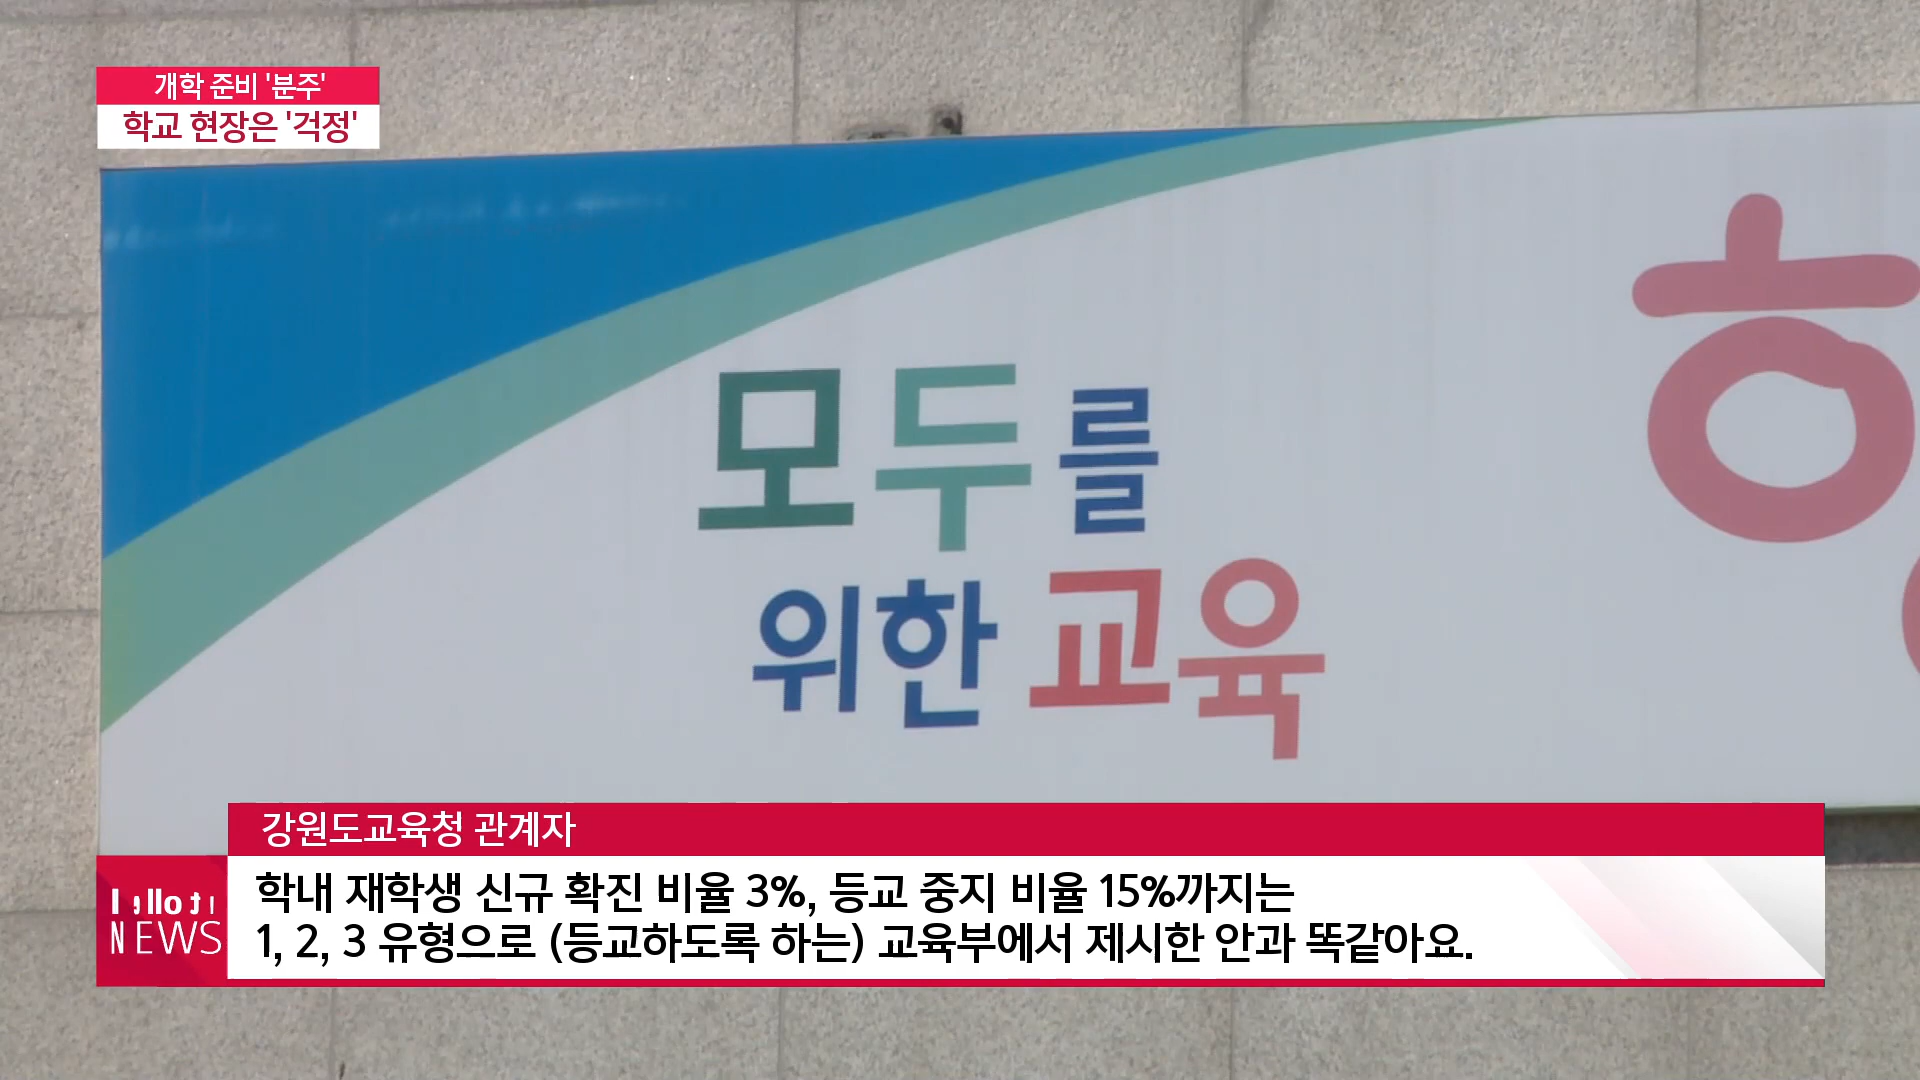 개학 준비 '분주'
학교 현장은 '걱정'
모두를
위한 교육
강원도교육청 관계자
학내 재학생 신규 확진 비율 3%, 등교 중지 비율 15%까지는
1, 2, 3 유형으로 (등교하도록 하는) 교육부에서 제시한 안과 똑같아요.
NEWS